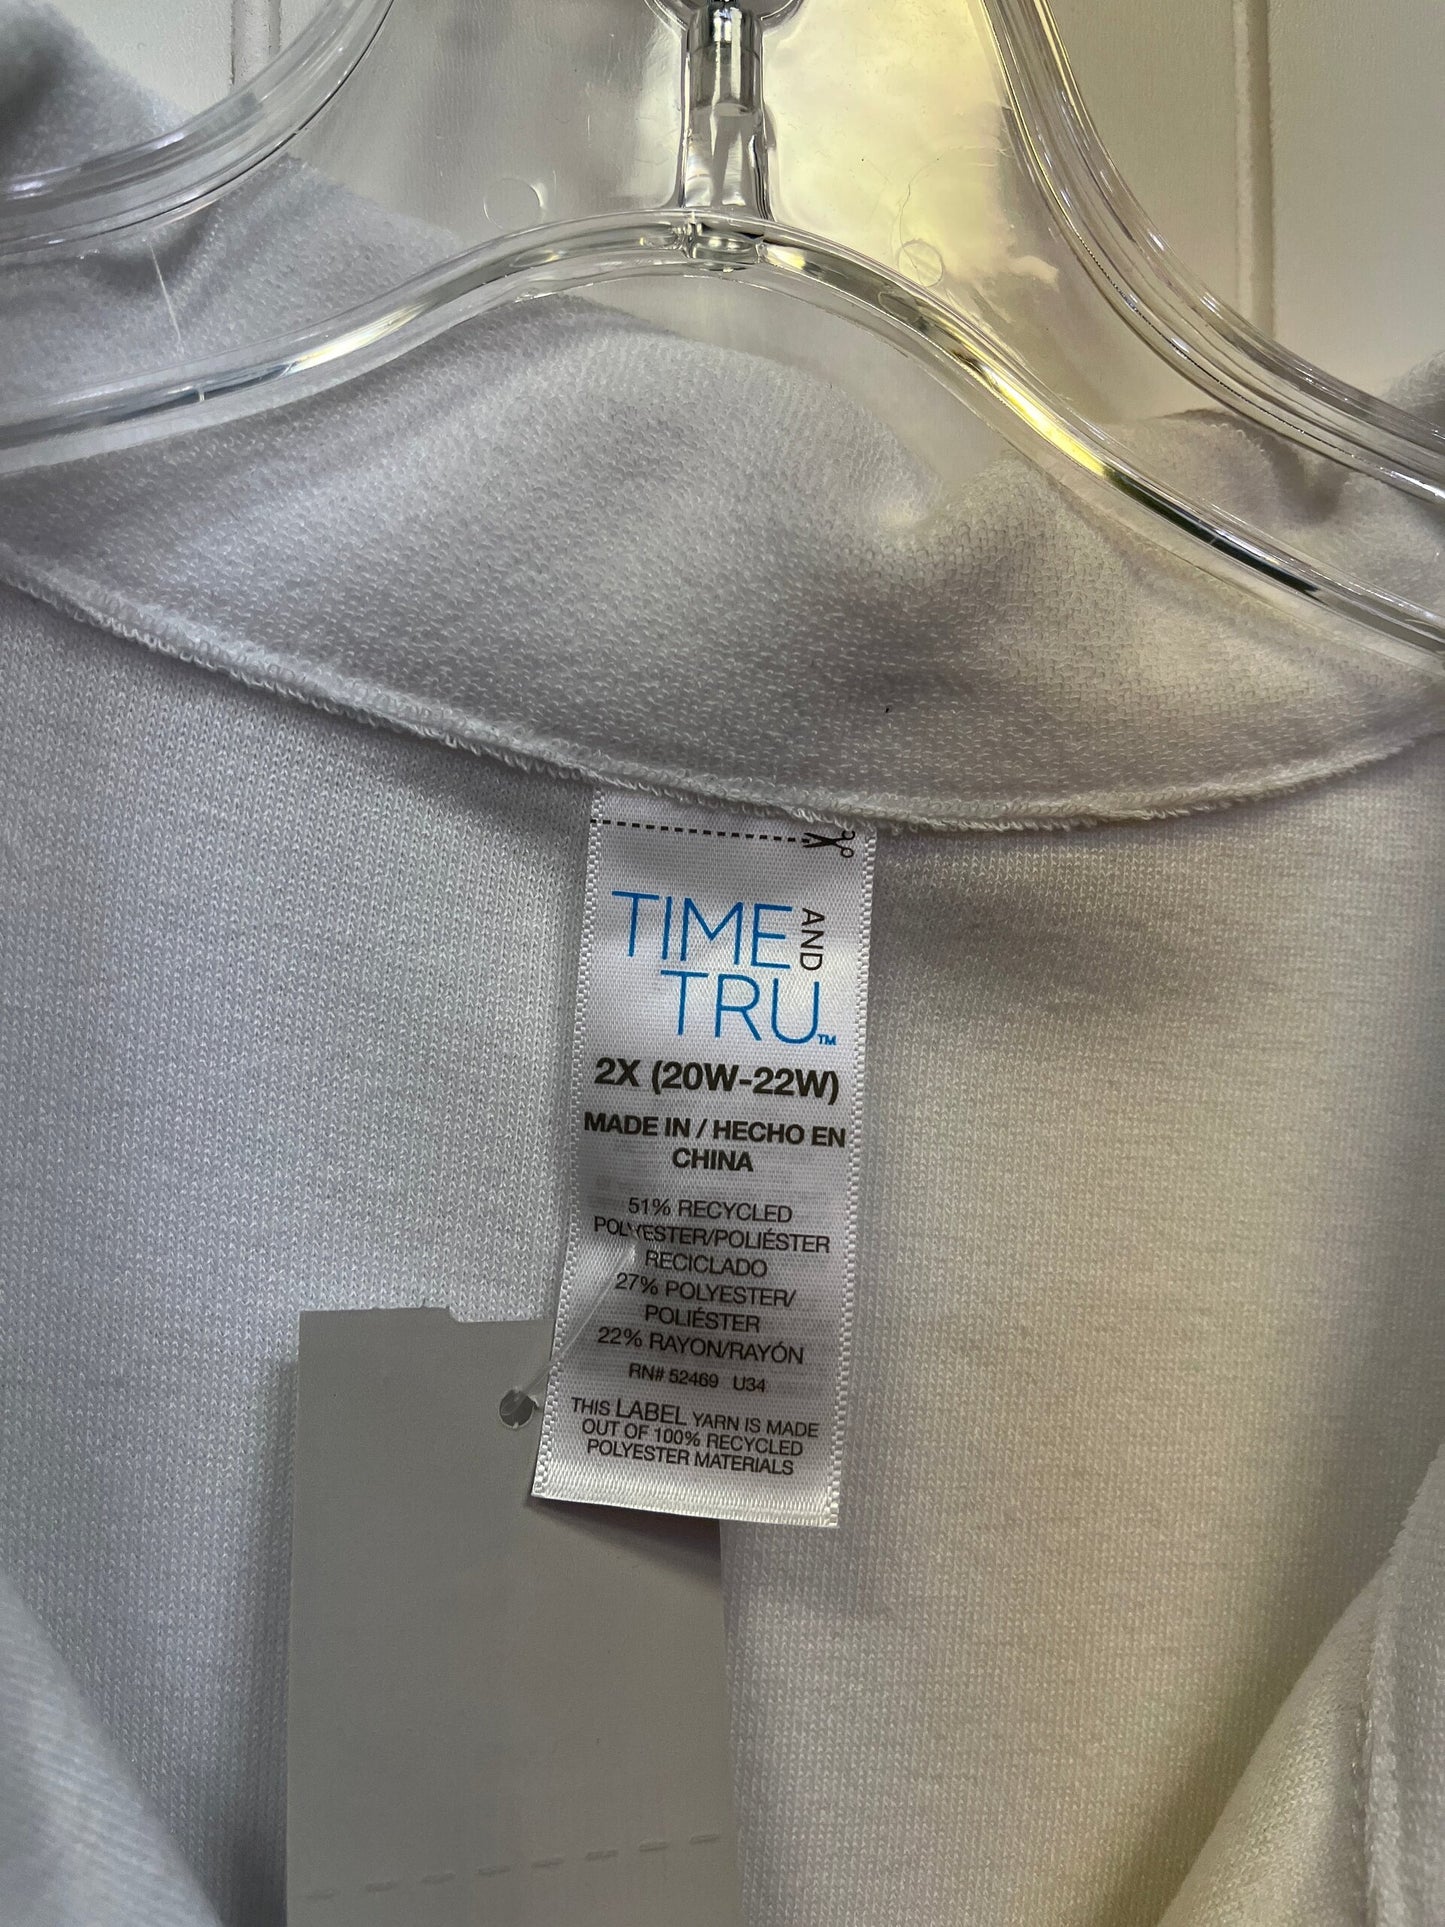 TIME AND
TRU™
2X (20W-22W)
MADE IN / HECHO EN
CHINA
51% RECYCLED
POLYESTER/POLIÉSTER
RECICLADO
27% POLYESTER/
POLIÉSTER
22% RAYON/RAYÓN
RN# 52469 U34
THIS LABEL YARN IS MADE
OUT OF 100% RECYCLED
POLYESTER MATERIALS